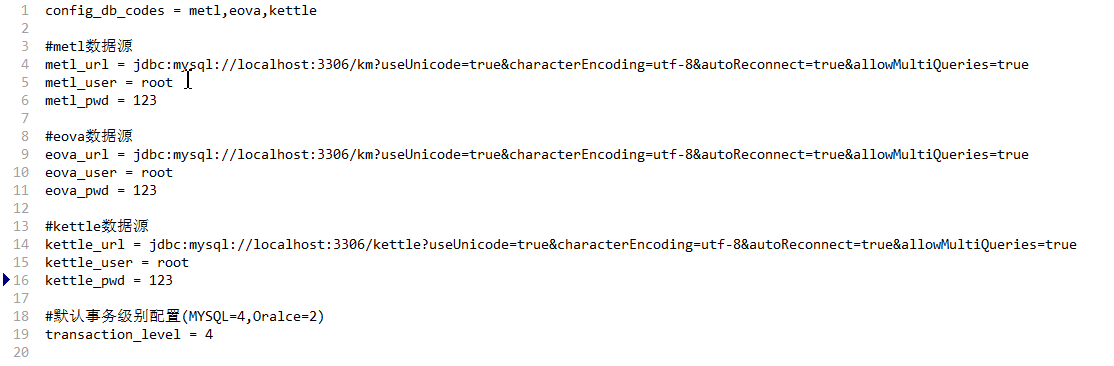 1 config_db_codes = metl,eova,kettle
2
3 #metl数据源
4 metl_url = jdbc:mysql://localhost:3306/km?useUnicode=true&characterEncoding=utf-8&autoReconnect=true&allowMultiQueries=true
5 metl_user = root
6 metl_pwd = 123
7
8 #eova数据源
9 eova_url = jdbc:mysql://localhost:3306/km?useUnicode=true&characterEncoding=utf-8&autoReconnect=true&allowMultiQueries=true
10 eova_user = root
11 eova_pwd = 123
12
13 #kettle数据源
14 kettle_url = jdbc:mysql://localhost:3306/kettle?useUnicode=true&characterEncoding=utf-8&autoReconnect=true&allowMultiQueries=true
15 kettle_user = root
16 kettle_pwd = 123
17
18 #默认事务级别配置(MYSQL=4,Oralce=2)
19 transaction_level = 4
20